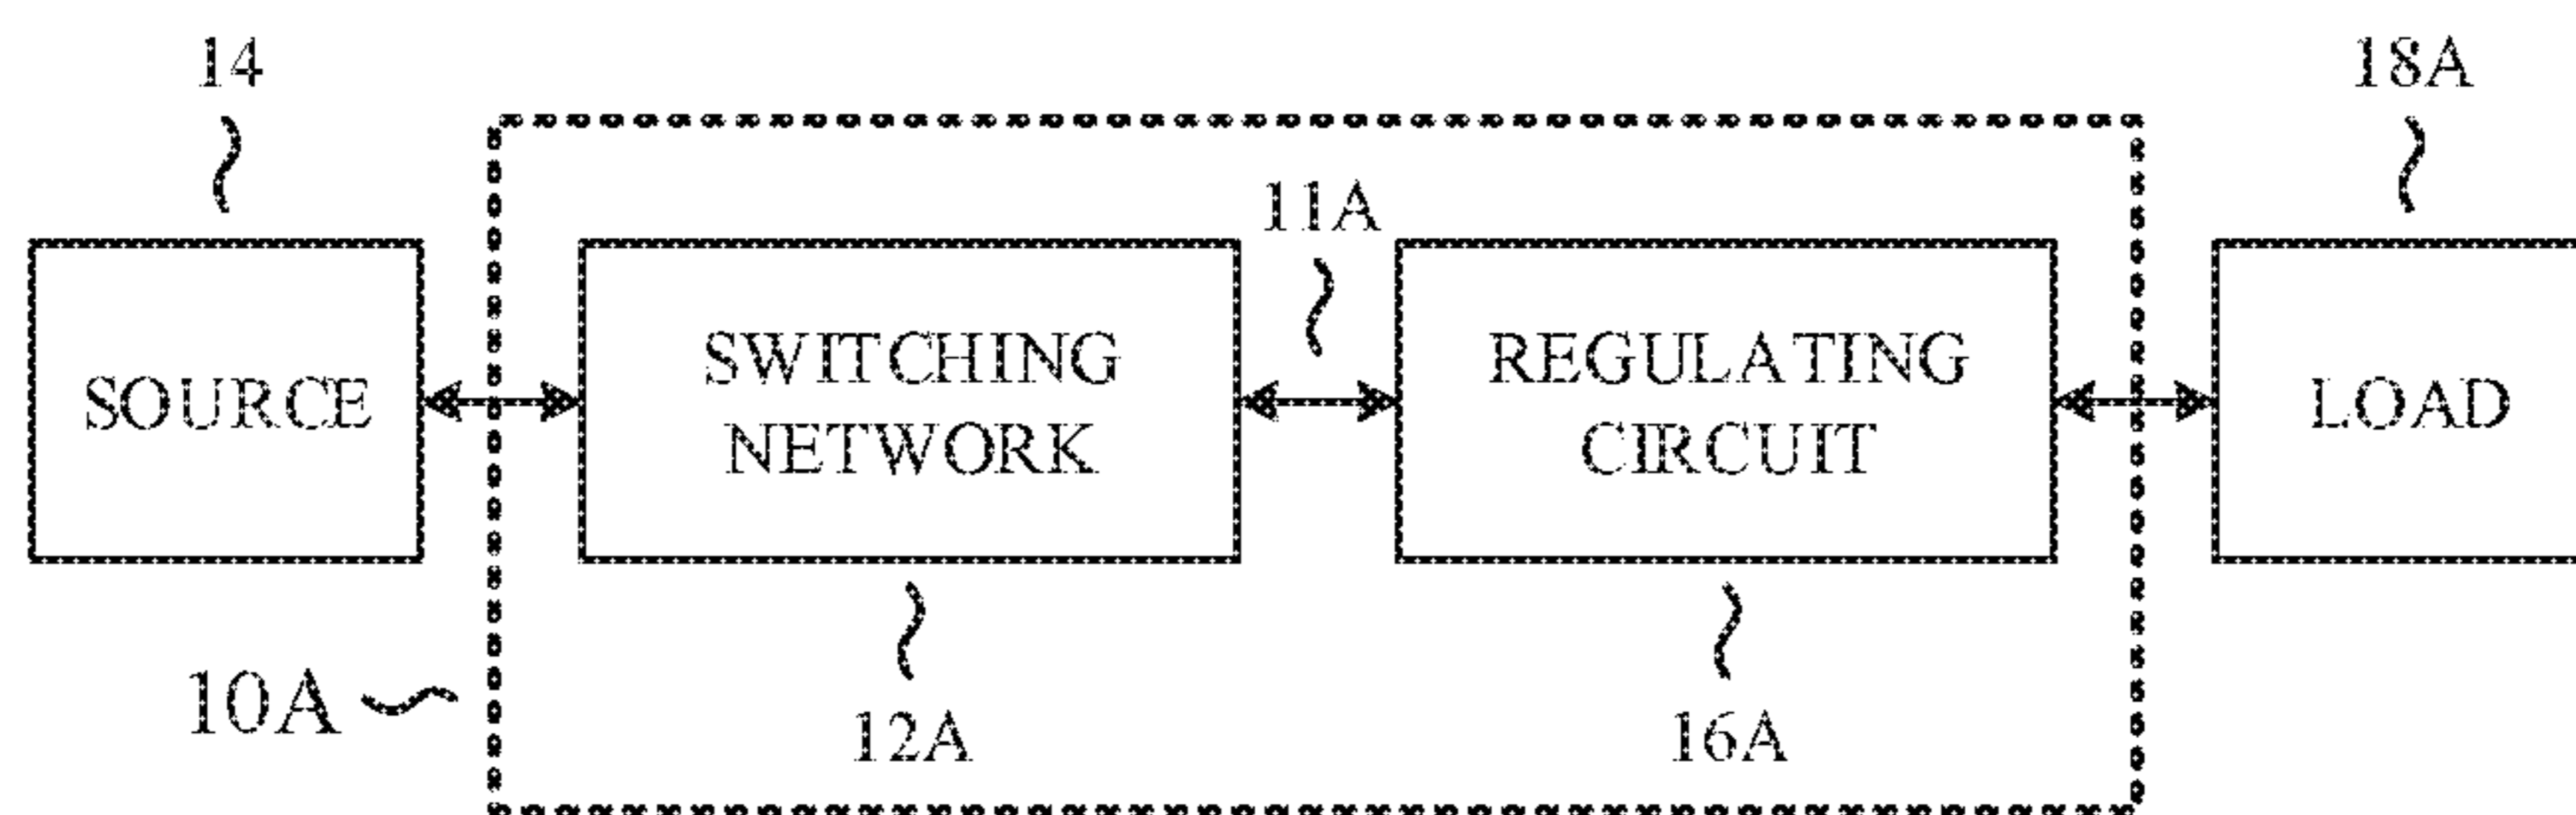 14
18A
11A
SOURCE
SWITCHING
NETWORK
REGULATING
CIRCUIT
LOAD
10A
12A
16A